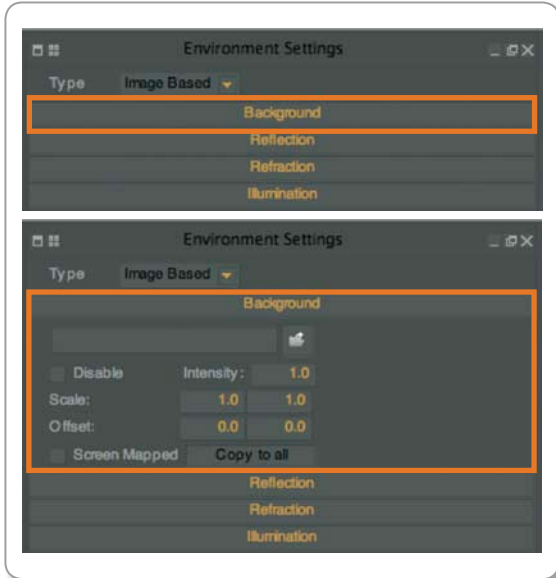 Environment Settings
Type Image Based
Background
Reflection
Refraction
Illumination
Environment Settings
Type Image Based
Background
Disable Intensity: 1.0
Scale: 1.0 1.0
Offset: 0.0 0.0
Screen Mapped Copy to all
Reflection
Refraction
Illumination